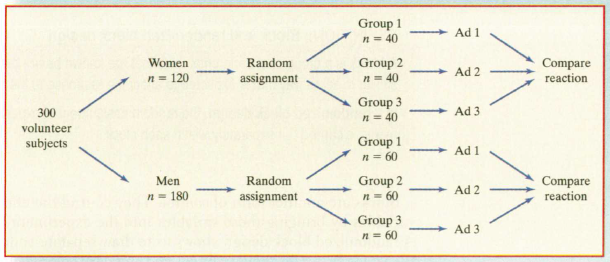 300
volunteer
subjects
Women
n = 120
Random
assignment
Group 1
n = 40
Ad 1
Group 2
n = 40
Ad 2
Group 3
n = 40
Ad 3
Compare
reaction
Men
n = 180
Random
assignment
Group 1
n = 60
Ad 1
Group 2
n = 60
Ad 2
Group 3
n = 60
Ad 3
Compare
reaction